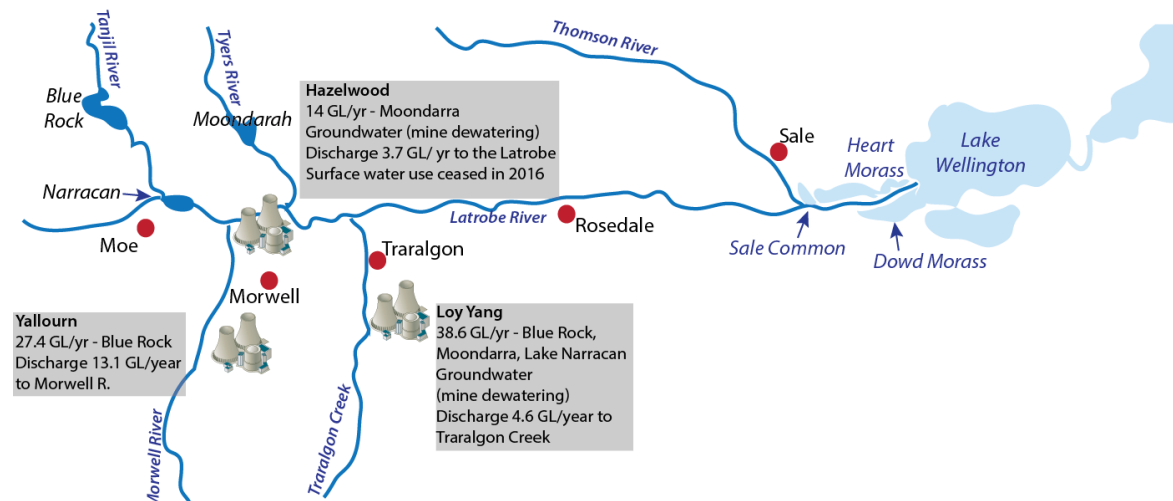 Tanjil River
Tyers River
Thomson River
Blue
Rock
Moondarah
Hazelwood
14 GL/yr - Moondarra
Groundwater (mine dewatering)
Discharge 3.7 GL/ yr to the Latrobe
Surface water use ceased in 2016
Sale
Heart
Morass
Lake
Wellington
Narracan
Latrobe River
Rosedale
Moe
Traralgon
Sale Common
Dowd Morass
Morwell
Yallourn
27.4 GL/yr - Blue Rock
Discharge 13.1 GL/year
to Morwell R.
Loy Yang
38.6 GL/yr - Blue Rock,
Moondarra, Lake Narracan
Groundwater
(mine dewatering)
Discharge 4.6 GL/year to
Traralgon Creek
Morwell River
Traralgon Creek